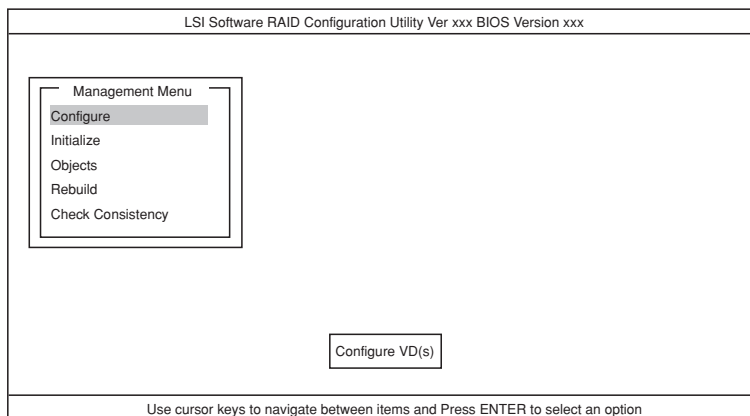 LSI Software RAID Configuration Utility Ver xxx BIOS Version xxx
Management Menu
Configure
Initialize
Objects
Rebuild
Check Consistency
Configure VD(s)
Use cursor keys to navigate between items and Press ENTER to select an option